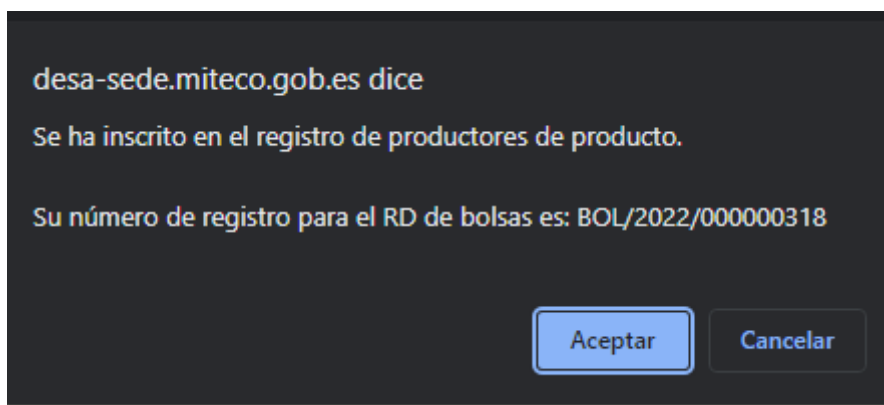 desa-sede.miteco.gob.es dice
Se ha inscrito en el registro de productores de producto.
Su número de registro para el RD de bolsas es: BOL/2022/000000318
Aceptar
Cancelar